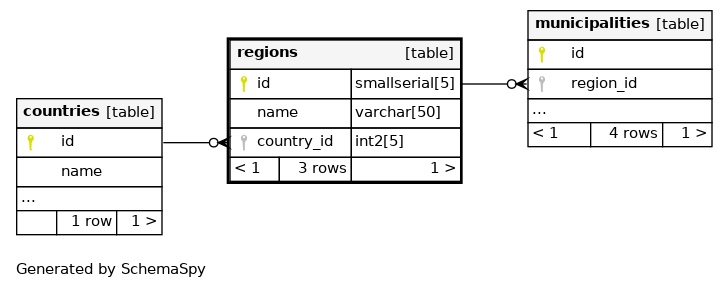 countries [table]
id
name
...
1 row 1 >
regions [table]
id smallserial[5]
name varchar[50]
country_id int2[5]
< 1 3 rows 1 >
municipalities [table]
id
region_id
...
< 1 4 rows 1 >
Generated by SchemaSpy